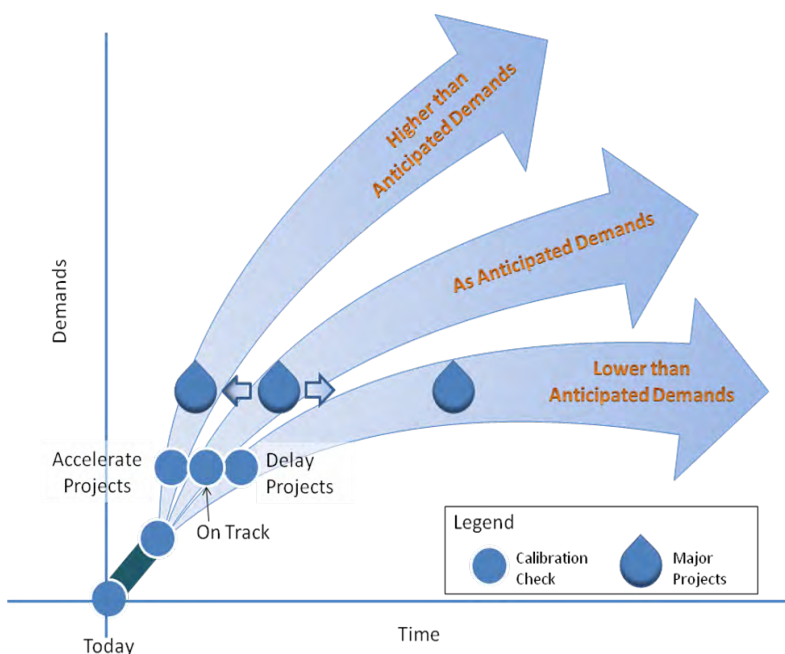 Higher than
Anticipated Demands
As Anticipated Demands
Lower than
Anticipated Demands
Demands
Accelerate
Projects
Delay
Projects
On Track
Legend
Calibration
Check
Major
Projects
Today
Time